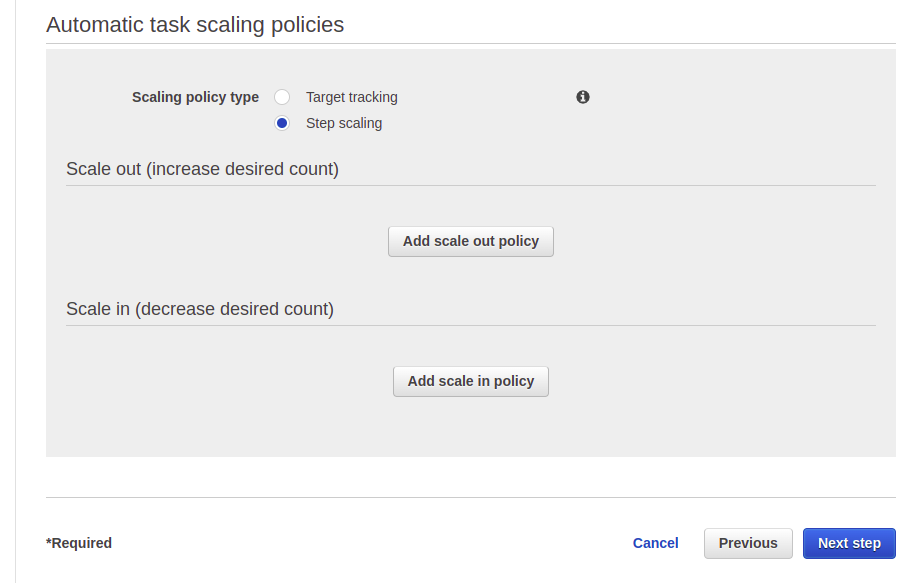 Automatic task scaling policies
Scaling policy type Target tracking
Step scaling
Scale out (increase desired count)
Add scale out policy
Scale in (decrease desired count)
Add scale in policy
*Required Cancel Previous Next step